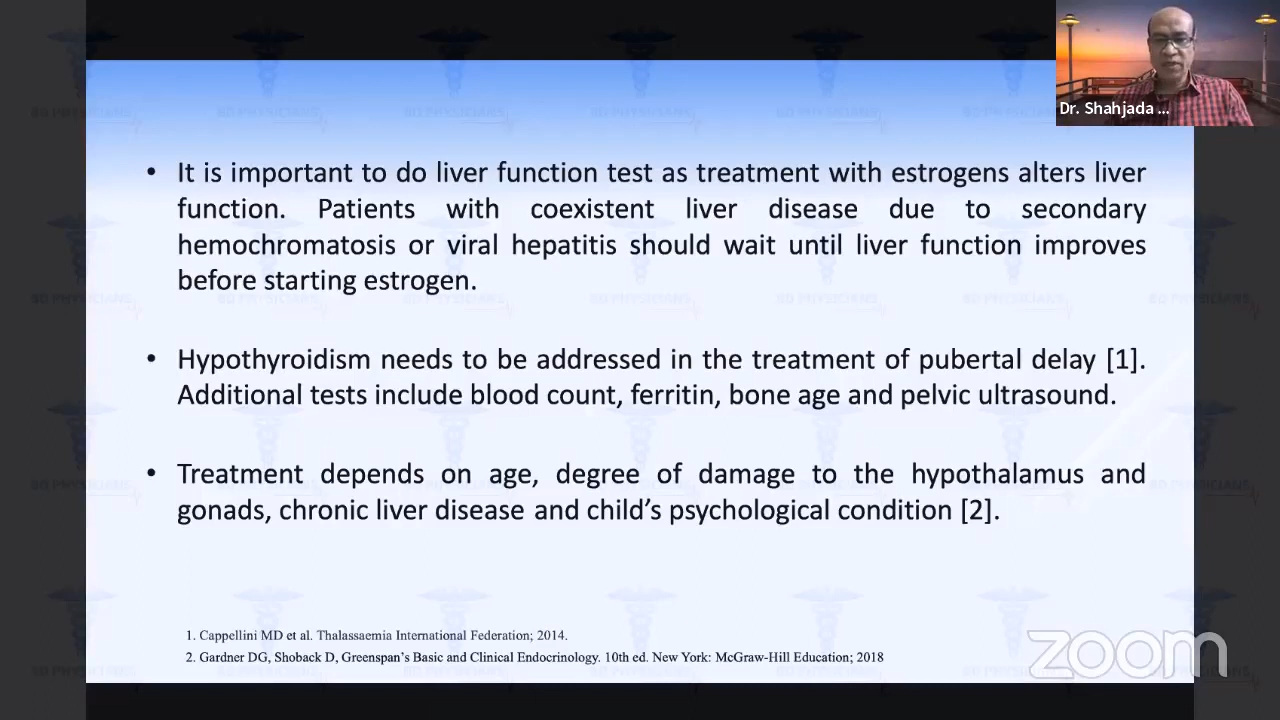 Dr. Shahjada ...
• It is important to do liver function test as treatment with estrogens alters liver
function. Patients with coexistent liver disease due to secondary
hemochromatosis or viral hepatitis should wait until liver function improves
before starting estrogen.
• Hypothyroidism needs to be addressed in the treatment of pubertal delay [1].
Additional tests include blood count, ferritin, bone age and pelvic ultrasound.
• Treatment depends on age, degree of damage to the hypothalamus and
gonads, chronic liver disease and child’s psychological condition [2].
1. Cappellini MD et al. Thalassaemia International Federation; 2014.
2. Gardner DG, Shoback D, Greenspan’s Basic and Clinical Endocrinology. 10th ed. New York: McGraw-Hill Education; 2018
zoom
BD PHYSICIANS